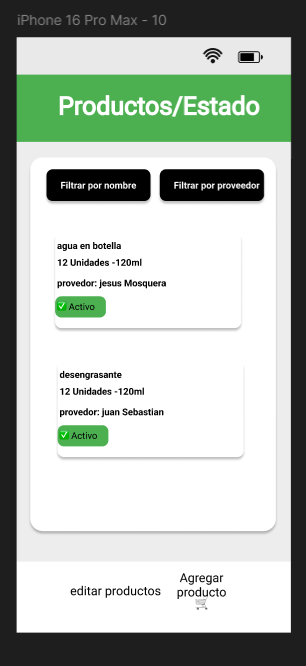 iPhone 16 Pro Max - 10
Productos/Estado
Filtrar por nombre
Filtrar por proveedor
agua en botella
12 Unidades -120ml
provedor: jesus Mosquera
✅ Activo
desengrasante
12 Unidades -120ml
provedor: juan Sebastian
✅ Activo
editar productos
Agregar
producto
🛒